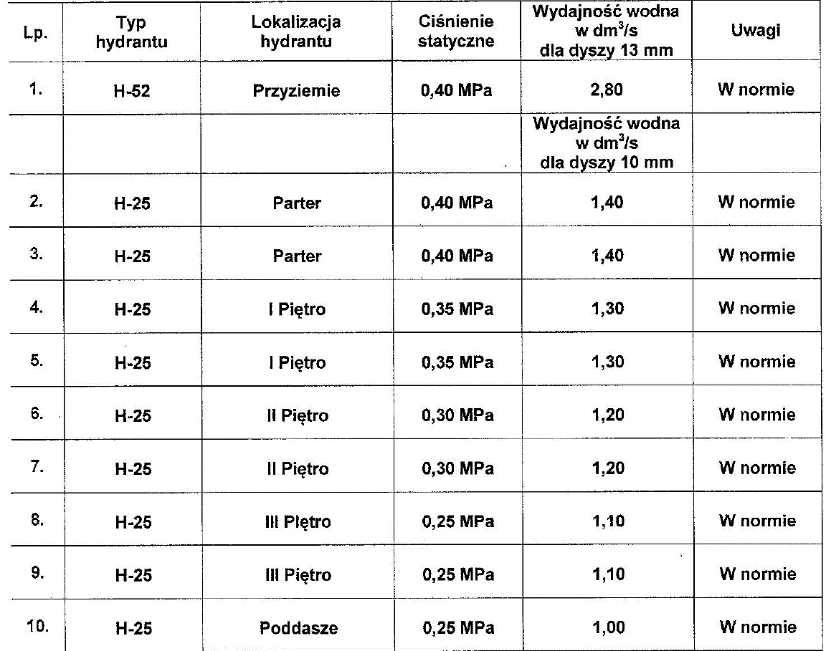 Lp. Typ hydrantu Lokalizacja hydrantu Ciśnienie statyczne Wydajność wodna w dm³/s dla dyszy 13 mm Uwagi
1. H-52 Przyziemie 0,40 MPa 2,80 W normie
Wydajność wodna w dm³/s dla dyszy 10 mm
2. H-25 Parter 0,40 MPa 1,40 W normie
3. H-25 Parter 0,40 MPa 1,40 W normie
4. H-25 I Piętro 0,35 MPa 1,30 W normie
5. H-25 I Piętro 0,35 MPa 1,30 W normie
6. H-25 II Piętro 0,30 MPa 1,20 W normie
7. H-25 II Piętro 0,30 MPa 1,20 W normie
8. H-25 III Piętro 0,25 MPa 1,10 W normie
9. H-25 III Piętro 0,25 MPa 1,10 W normie
10. H-25 Poddasze 0,25 MPa 1,00 W normie